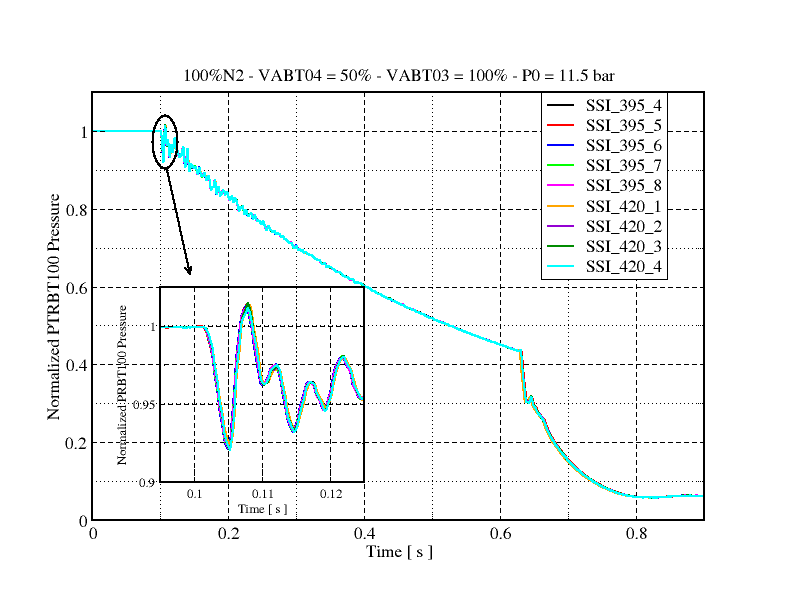 100%N2 - VABT04 = 50% - VABT03 = 100% - P0 = 11.5 bar
SSI_395_4
SSI_395_5
SSI_395_6
SSI_395_7
SSI_395_8
SSI_420_1
SSI_420_2
SSI_420_3
SSI_420_4
Normalized PTRBT100 Pressure
1
0.8
0.6
0.4
0.2
0
Normalized PRBT100 Pressure
1
0.95
0.9
0.1
0.11
0.12
Time [ s ]
0
0.2
0.4
0.6
0.8
Time [ s ]